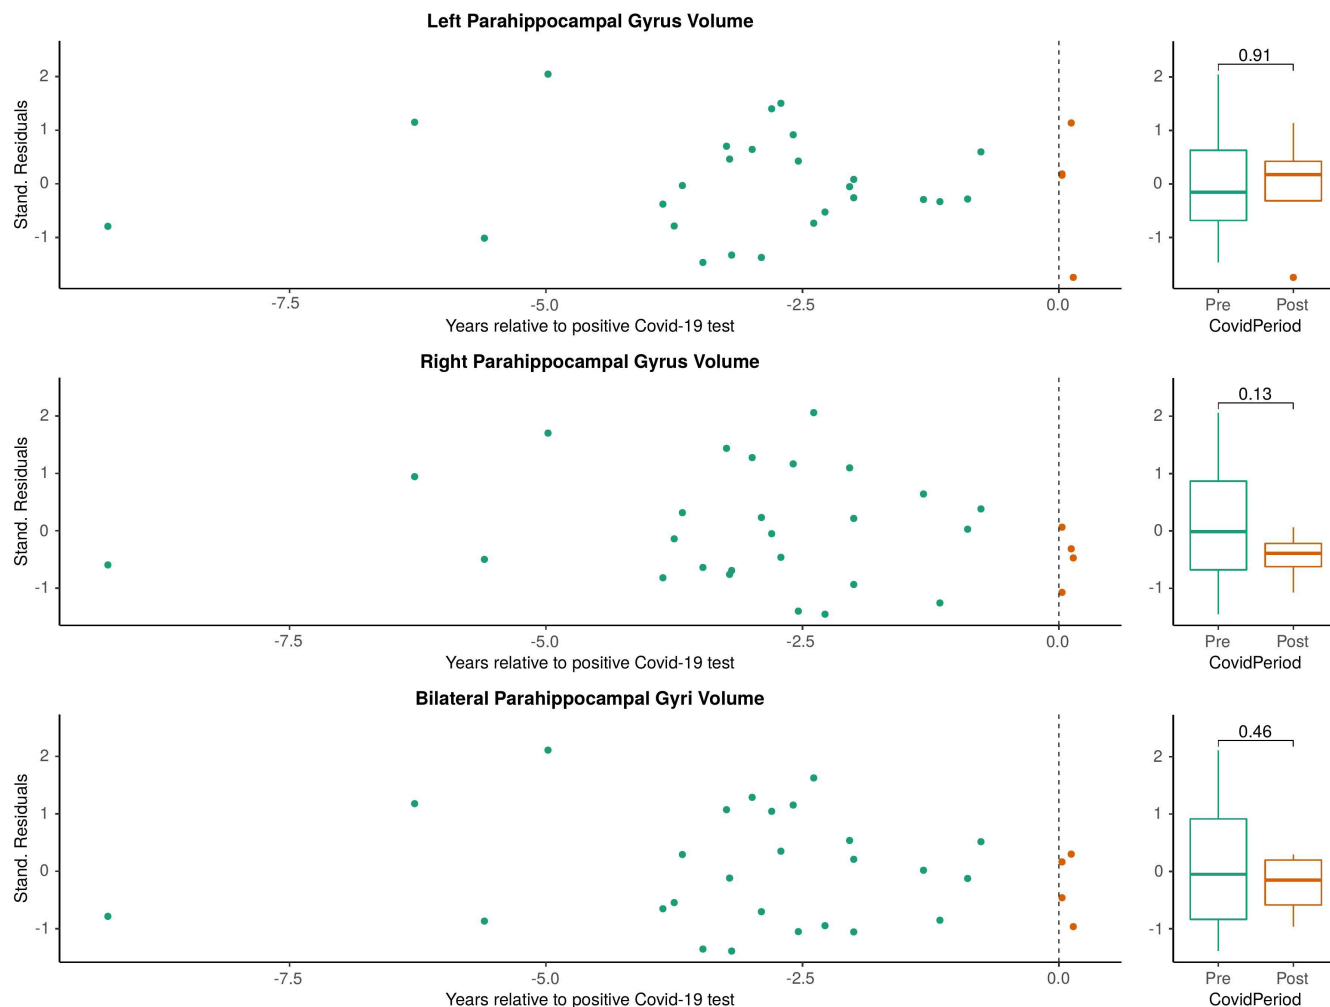 Left Parahippocampal Gyrus Volume
Stand. Residuals
2
1
0
-1
-7.5 -5.0 -2.5 0.0
Years relative to positive Covid-19 test
0.91
2
1
0
-1
Pre Post
CovidPeriod
Right Parahippocampal Gyrus Volume
Stand. Residuals
2
1
0
-1
-7.5 -5.0 -2.5 0.0
Years relative to positive Covid-19 test
0.13
2
1
0
-1
Pre Post
CovidPeriod
Bilateral Parahippocampal Gyri Volume
Stand. Residuals
2
1
0
-1
-7.5 -5.0 -2.5 0.0
Years relative to positive Covid-19 test
0.46
2
1
0
-1
Pre Post
CovidPeriod